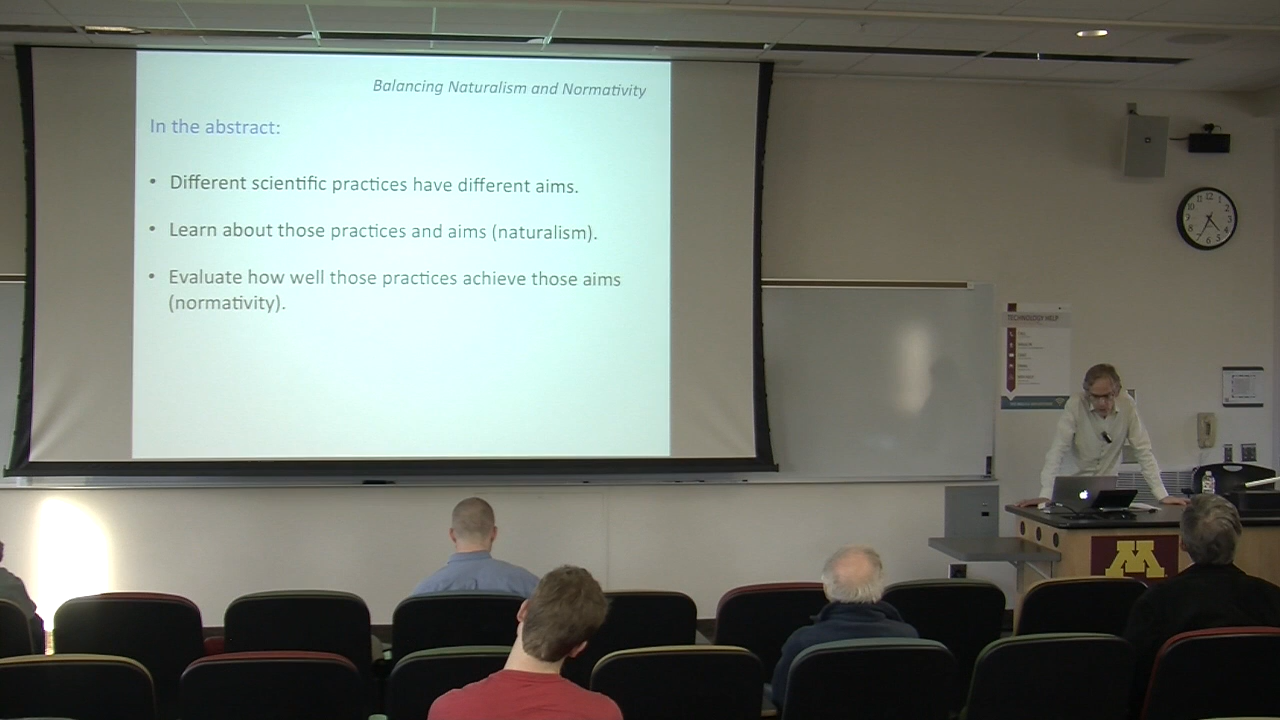 Balancing Naturalism and Normativity
In the abstract:
• Different scientific practices have different aims.
• Learn about those practices and aims (naturalism).
• Evaluate how well those practices achieve those aims
(normativity).
TECHNOLOGY HELP
M